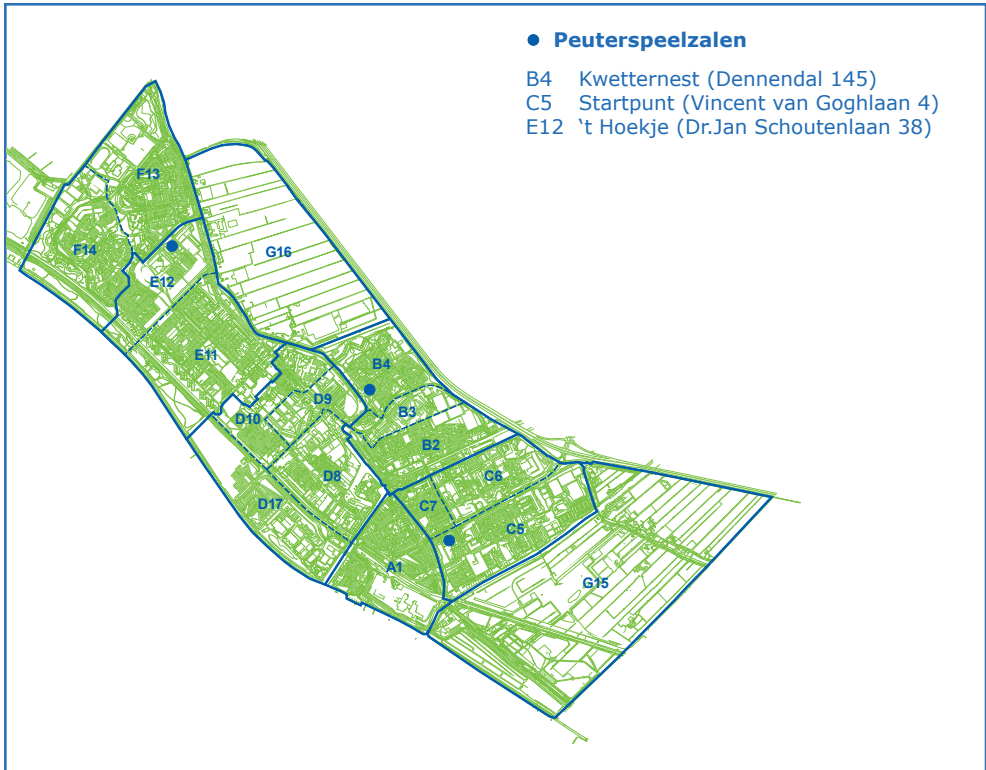 Peuterspeelzalen
B4 Kwetternest (Dennendal 145)
C5 Startpunt (Vincent van Goghlaan 4)
E12 ‘t Hoekje (Dr.Jan Schoutenlaan 38)
F13
F14
G16
E12
E11
B4
D9
B3
D10
B2
D8
C6
D17
C7
C5
A1
G15